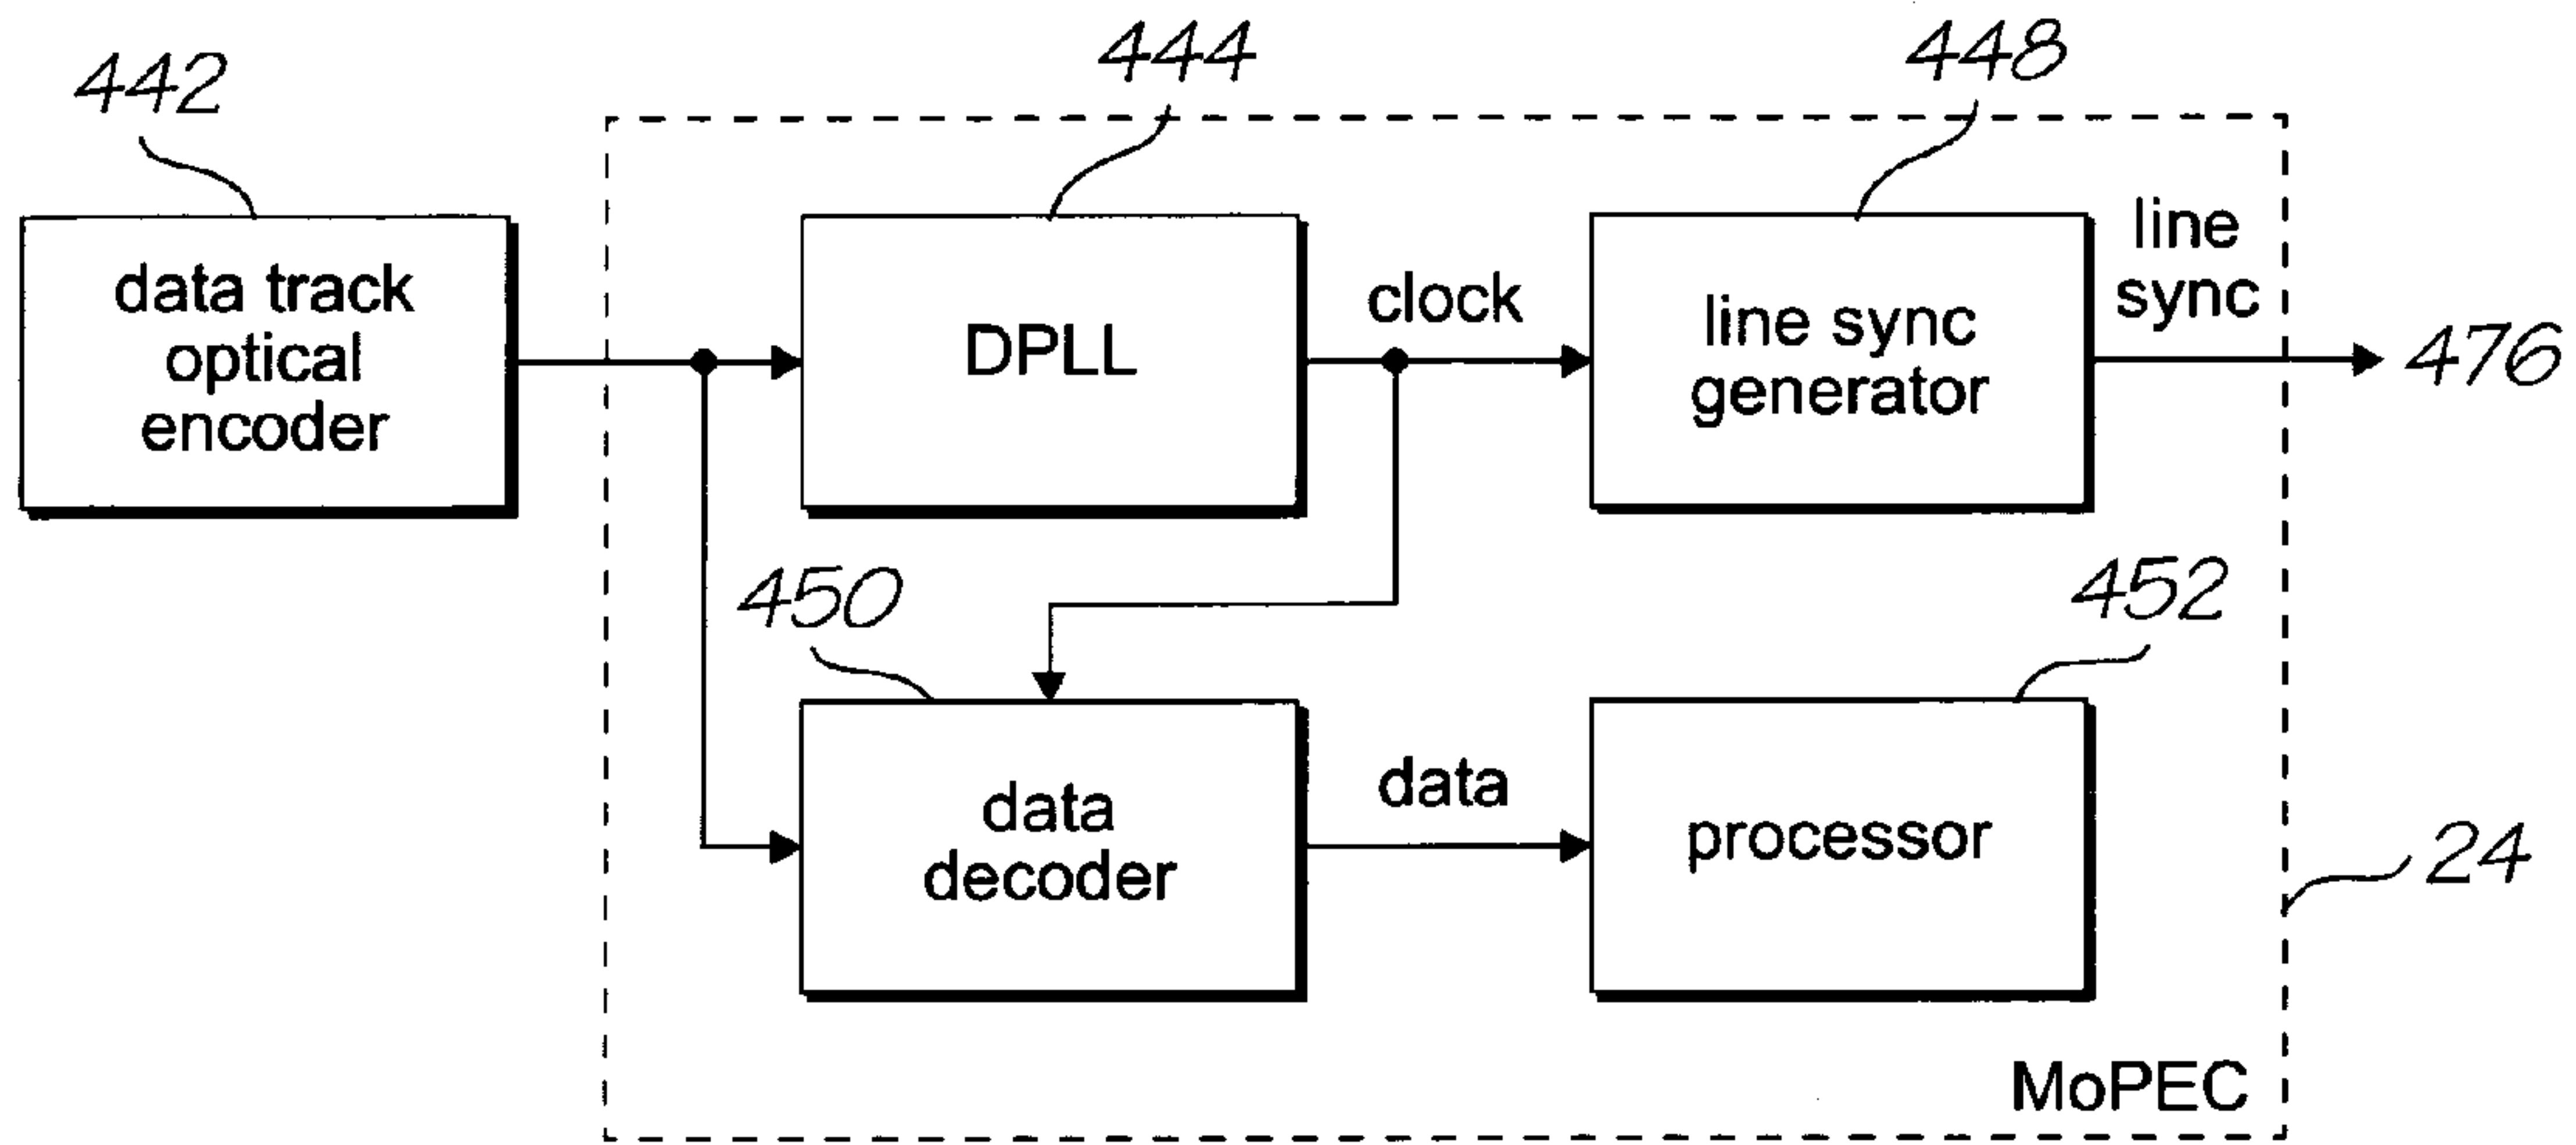 442
444
448
data track
optical
encoder
DPLL
clock
line sync
generator
line
sync
476
450
452
data
decoder
data
processor
24
MoPEC